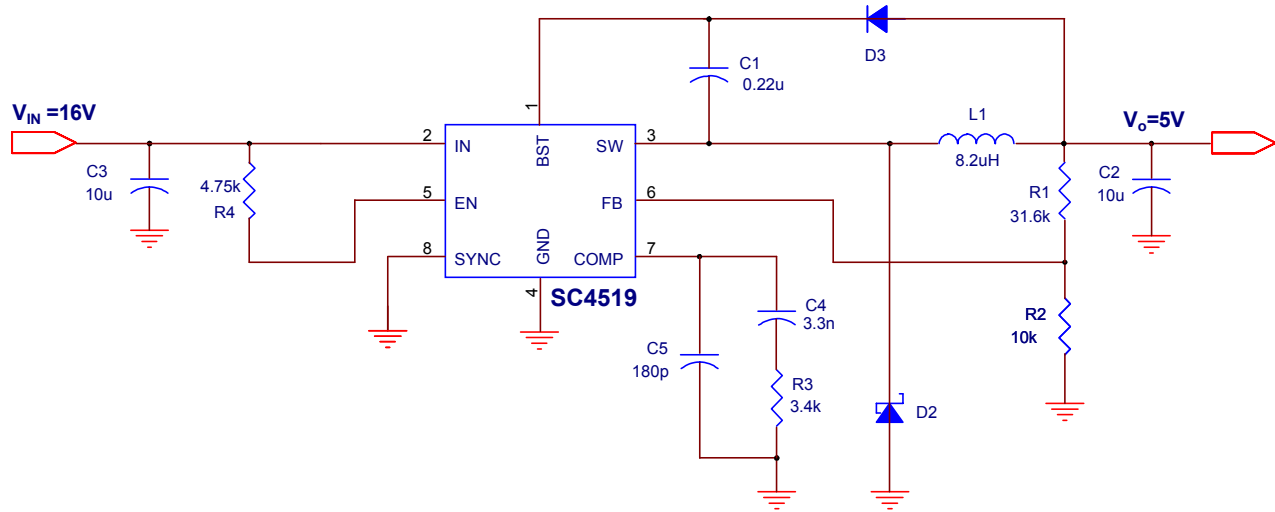 D3
C1
0.22u
V_IN =16V
1
L1
V_o=5V
2
IN
BST
SW
3
C3
10u
8.2uH
C2
10u
4.75k
R4
R1
31.6k
5
EN
FB
6
8
SYNC
GND
COMP
7
4
SC4519
C4
3.3n
R2
10k
C5
180p
R3
3.4k
D2